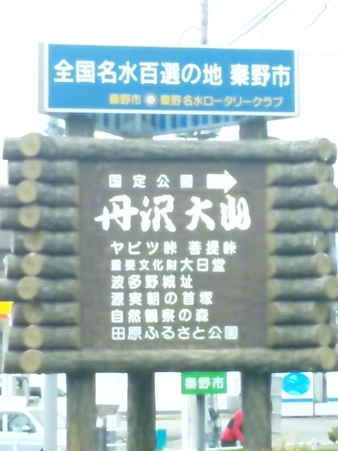 全国名水百選の地 秦野市
秦野市 秦野名水ロータリークラブ
国定公園 →
丹沢大山
ヤビツ峠 菩提峠
重要文化財大日堂
波多野城址
源実朝の首塚
自然観察の森
田原ふるさと公園
秦野市